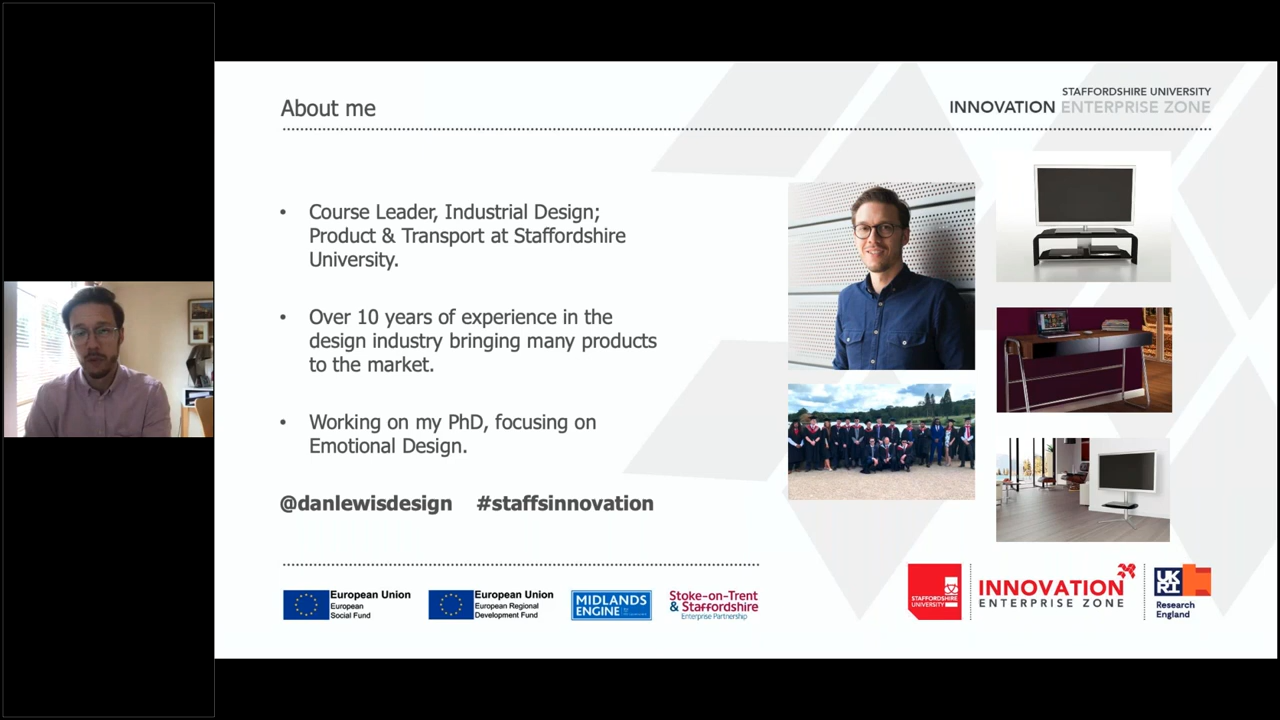 About me
STAFFORDSHIRE UNIVERSITY
INNOVATION ENTERPRISE ZONE
• Course Leader, Industrial Design;
Product & Transport at Staffordshire
University.
• Over 10 years of experience in the
design industry bringing many products
to the market.
• Working on my PhD, focusing on
Emotional Design.
@danlewisdesign #staffsinnovation
European Union
European
Social Fund
European Union
European Regional
Development Fund
MIDLANDS
ENGINE
Stoke-on-Trent
& Staffordshire
Enterprise Partnership
STAFFORDSHIRE
UNIVERSITY
INNOVATION
ENTERPRISE ZONE
UK
RI
Research
England